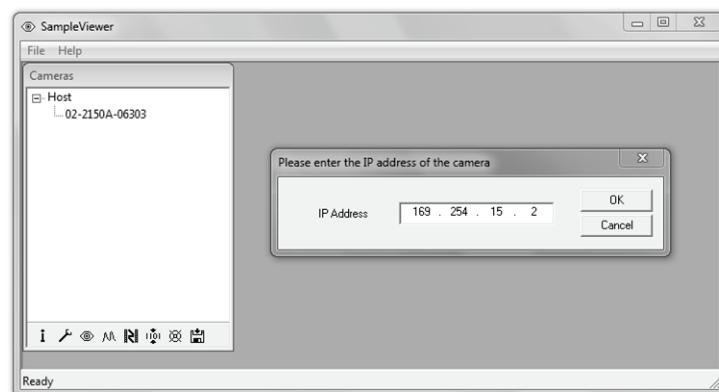 SampleViewer
File Help
Cameras
Host
02-2150A-06303
Please enter the IP address of the camera
IP Address 169 . 254 . 15 . 2
OK
Cancel
Ready